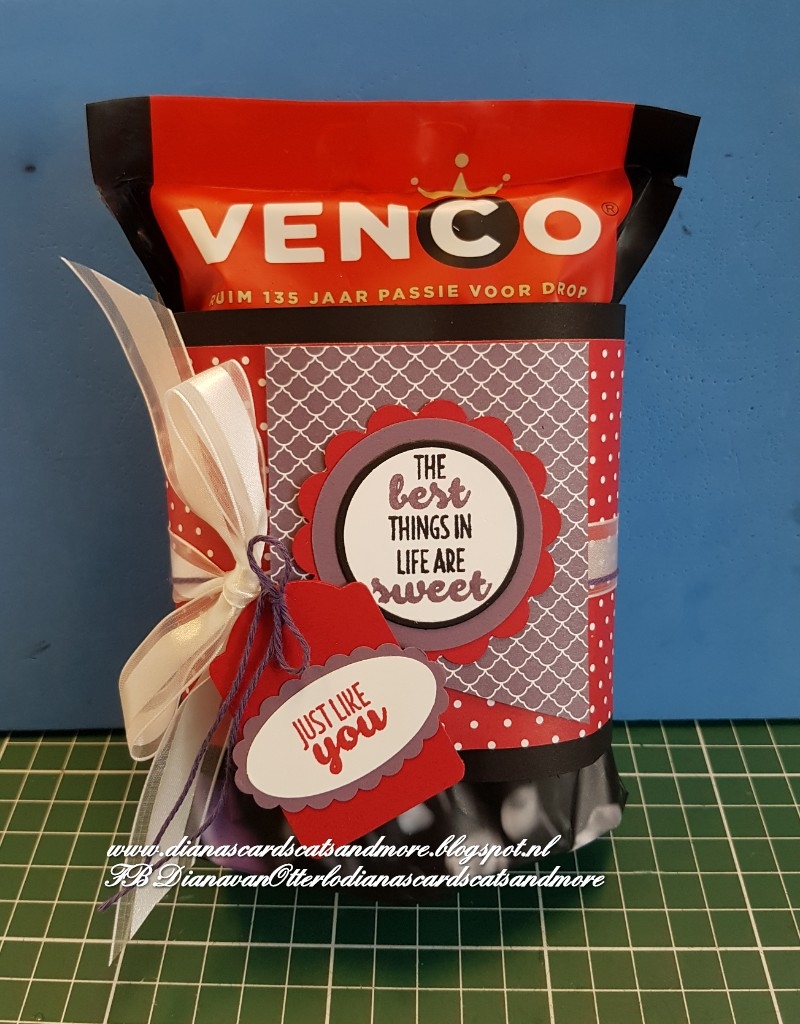 VENCO®
RUIM 135 JAAR PASSIE VOOR DROP
THE
best
THINGS IN
LIFE ARE
sweet
JUST LIKE
you
www.dianascardscatsandmore.blogspot.nl
FB DianavanOtterlodianascardscatsandmore